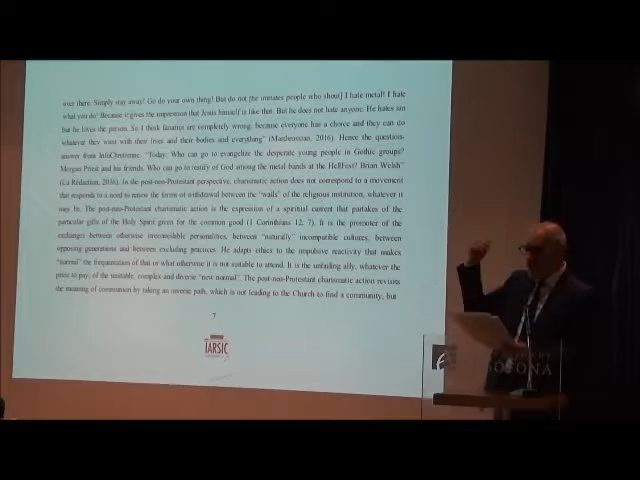 over there. Simply stay away! Go do your own thing! But do not [he imitates people who shout] I hate metal! I hate
what you do! Because it gives the impression that Jesus himself is like that. But he does not hate anyone. He hates sin
but he loves the person. So I think fanatics are completely wrong, because everyone has a choice and they can do
whatever they want with their lives and their bodies and everything" (Mardirossian, 2016). Hence the question-
answer from InfoChrétienne: "Today: Who can go to evangelize the desperate young people in Gothic groups?
Morgan Priest and his friends. Who can go to testify of God among the metal bands at the HellFest? Brian Welsh"
(La Rédaction, 2016). In the post-neo-Protestant perspective, charismatic action does not correspond to a movement
that responds to a need to renew the forms of withdrawal between the "walls" of the religious institution, whatever it
may be. The post-neo-Protestant charismatic action is the expression of a spiritual current that partakes of the
particular gifts of the Holy Spirit given for the common good (1 Corinthians 12; 7). It is the promoter of the
exchanges between otherwise irreconcilable personalities, between "naturally" incompatible cultures, between
opposing generations and between excluding practices. He adapts ethics to the impulsive reactivity that makes
"normal" the frequentation of that or what otherwise it is not suitable to attend. It is the unfailing ally, whatever the
price to pay, of the unstable, complex and diverse "new normal". The post-neo-Protestant charismatic action revisits
the meaning of communion by taking an inverse path, which is not leading to the Church to find a community, but
7
IARSIC